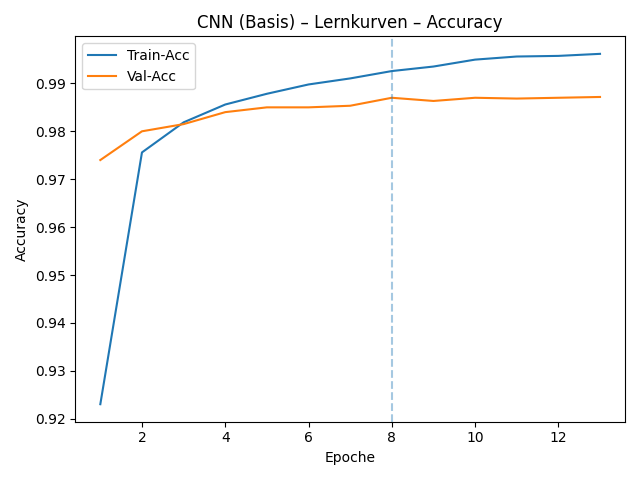 CNN (Basis) – Lernkurven – Accuracy
Train-Acc
Val-Acc
Accuracy
0.99
0.98
0.97
0.96
0.95
0.94
0.93
0.92
2 4 6 8 10 12
Epoche